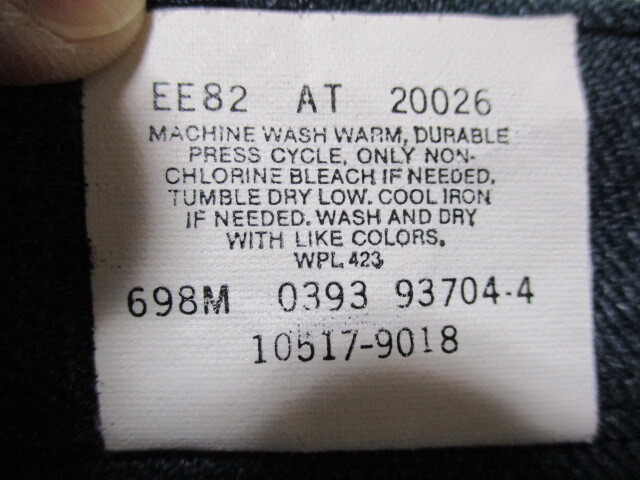 EE82 AT 20026
MACHINE WASH WARM, DURABLE
PRESS CYCLE, ONLY NON-
CHLORINE BLEACH IF NEEDED.
TUMBLE DRY LOW. COOL IRON
IF NEEDED. WASH AND DRY
WITH LIKE COLORS.
WPL 423
698M 0393 93704-4
10517-9018